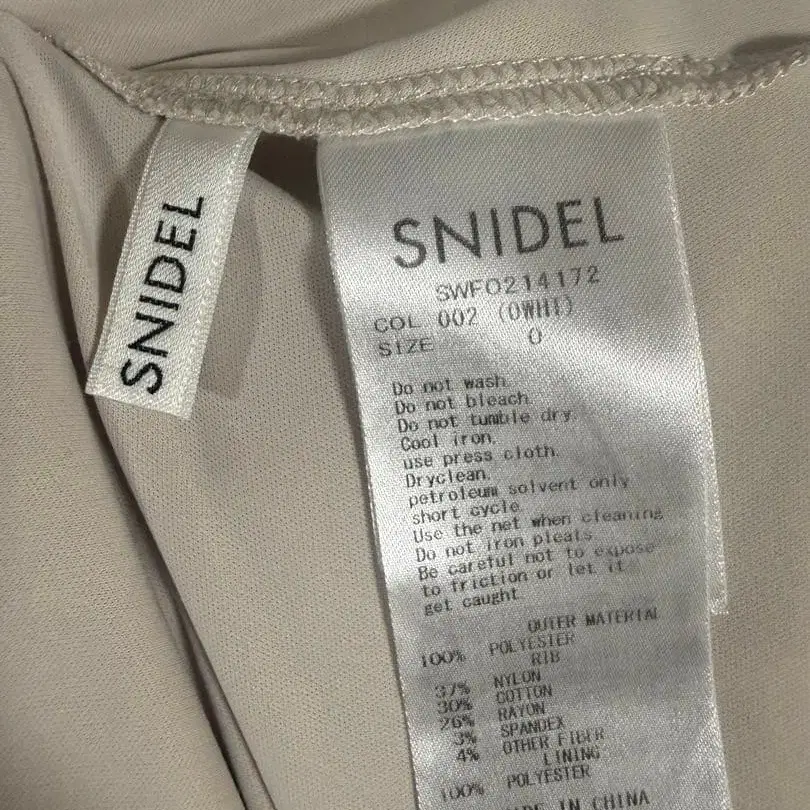 SNIDEL
SNIDEL
SWFO214172
COL 002 (OWHT)
SIZE 0
Do not wash.
Do not bleach.
Do not tumble dry.
Cool iron.
use press cloth.
Dryclean.
petroleum solvent only
short cycle.
Use the net when cleaning
Do not iron pleats
Be careful not to expose
to friction or let it
get caught.
OUTER MATERIAL
100% POLYESTER
RIB
37% NYLON
30% COTTON
26% RAYON
3% SPANDEX
4% OTHER FIBER
LINING
100% POLYESTER
IN CHINA